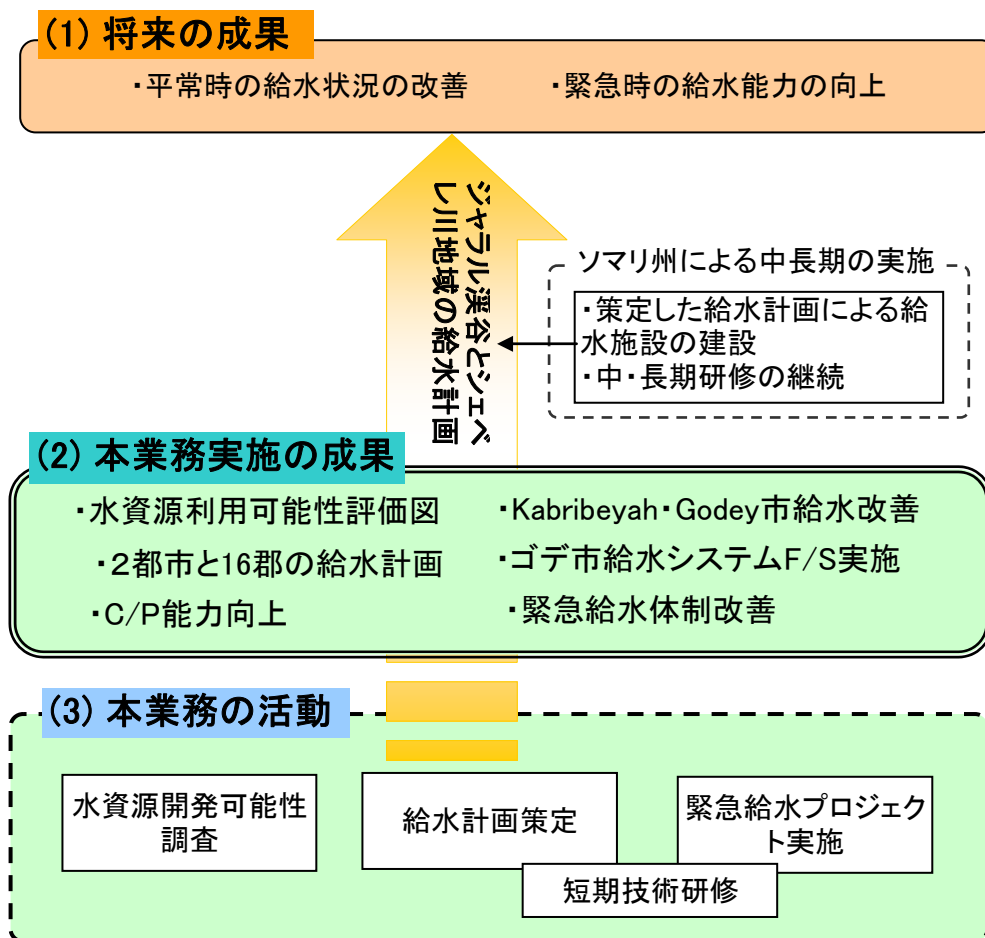 (1) 将来の成果
・平常時の給水状況の改善
・緊急時の給水能力の向上
ジャラル渓谷とシェベ
レ川地域の給水計画
ソマリ州による中長期の実施
・策定した給水計画による給
水施設の建設
・中・長期研修の継続
(2) 本業務実施の成果
・水資源利用可能性評価図
・2都市と16郡の給水計画
・C/P能力向上
・Kabribeyah・Godey市給水改善
・ゴデ市給水システムF/S実施
・緊急給水体制改善
(3) 本業務の活動
水資源開発可能性
調査
給水計画策定
緊急給水プロジェク
ト実施
短期技術研修